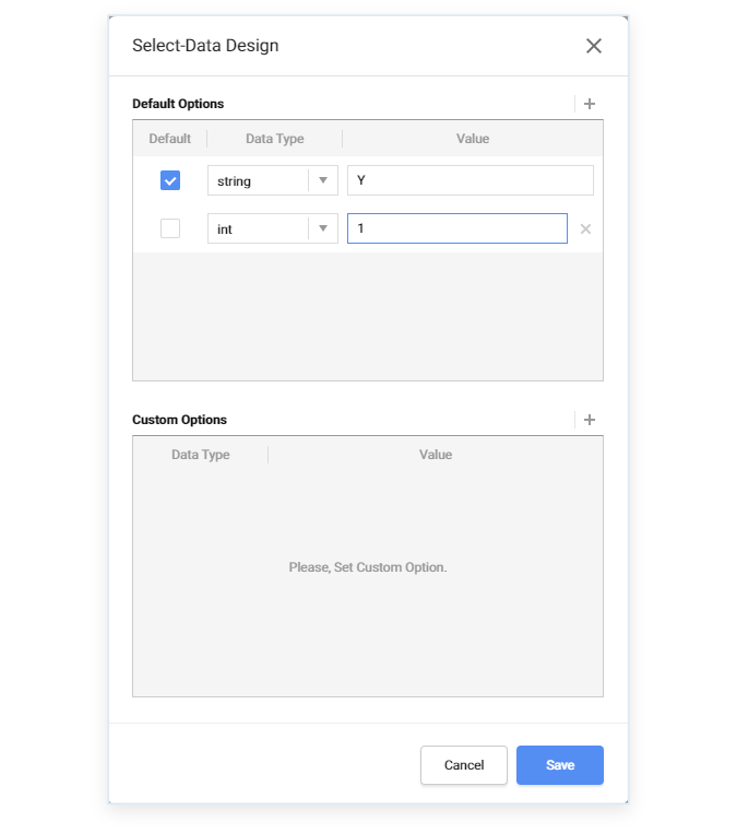 Select-Data Design
Default Options
Default Data Type Value
string Y
int 1
Custom Options
Data Type Value
Please, Set Custom Option.
Cancel Save